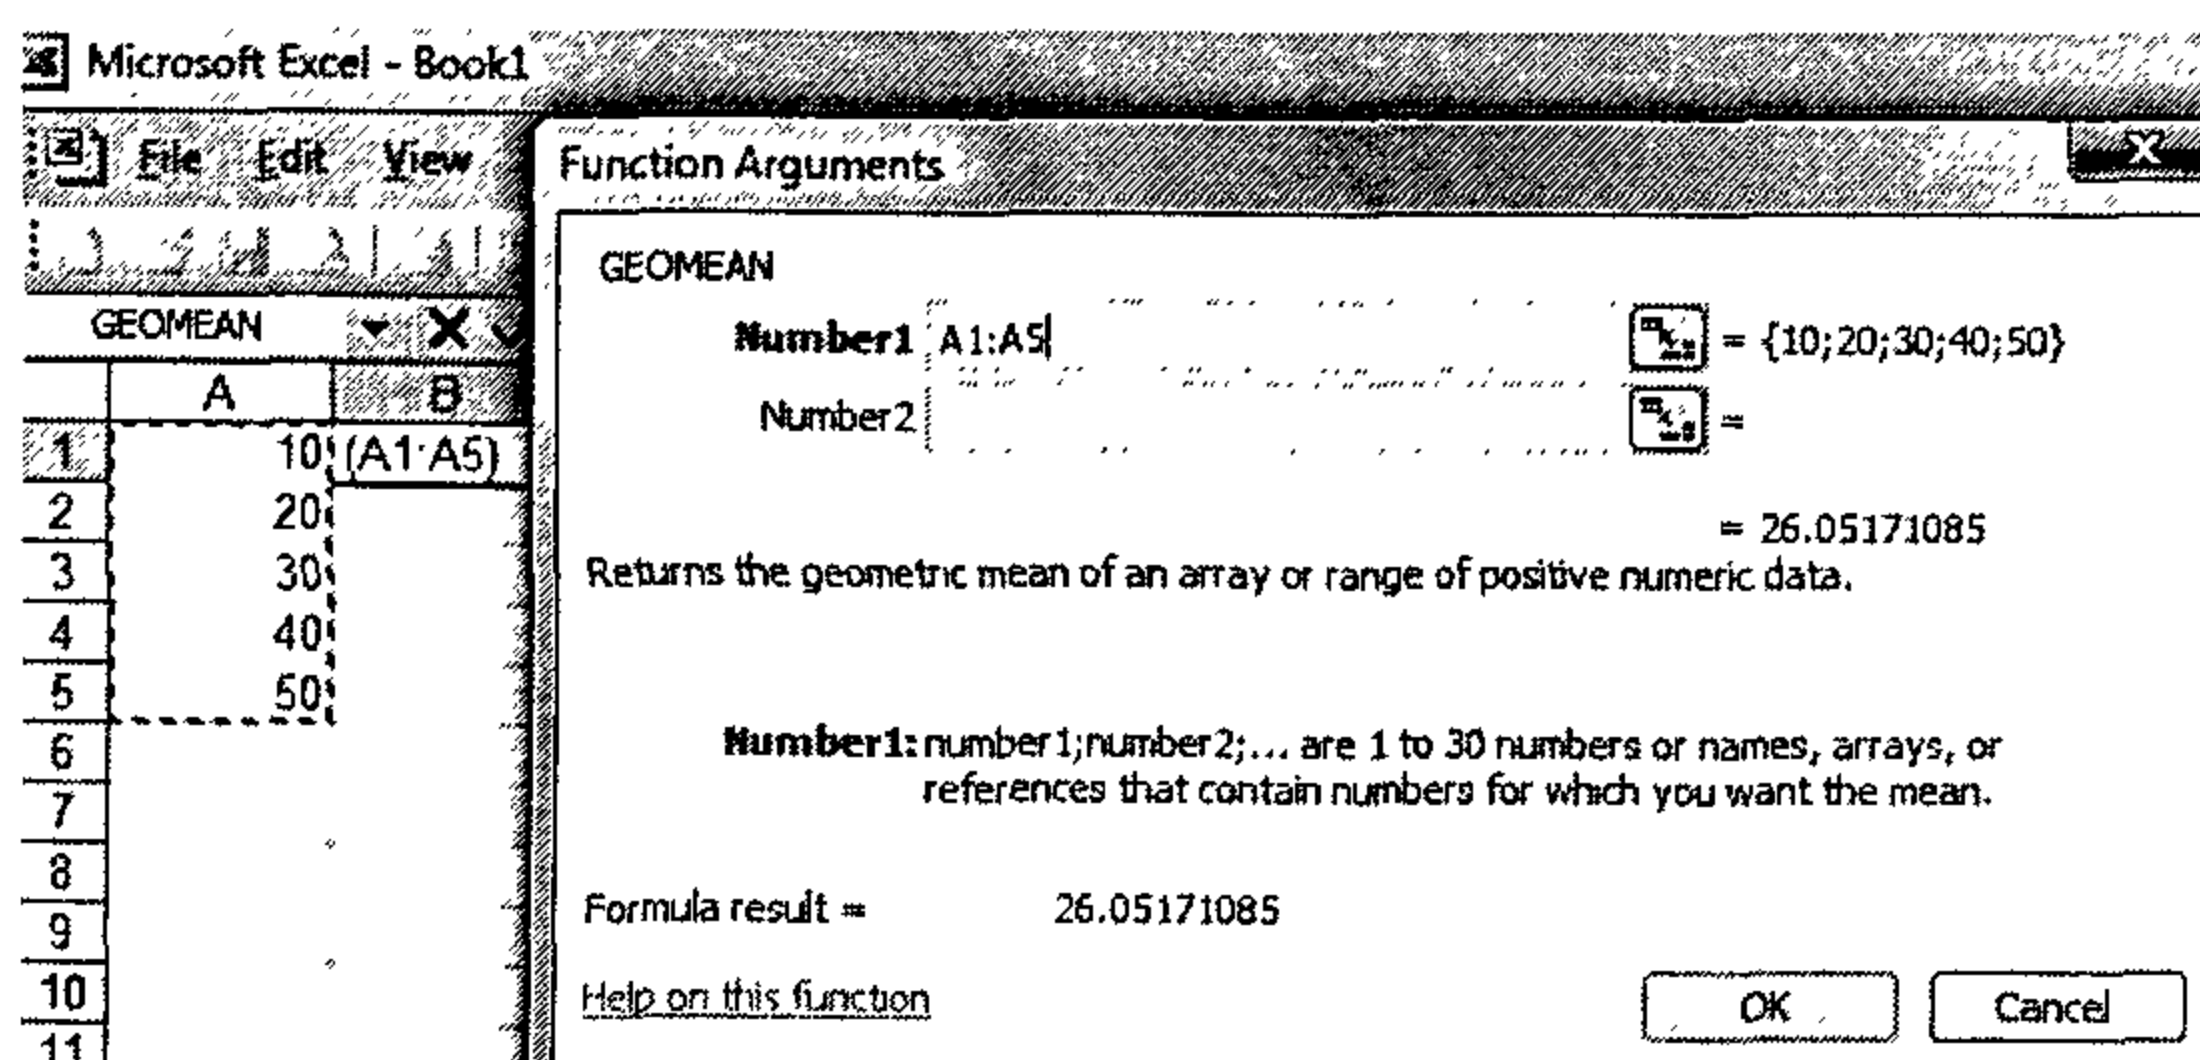 Microsoft Excel - Book1
File Edit View
Function Arguments
GEOMEAN
GEOMEAN
Number1 A1:A5 = {10;20;30;40;50}
Number2 =
= 26.05171085
Returns the geometric mean of an array or range of positive numeric data.
Number1: number1;number2;... are 1 to 30 numbers or names, arrays, or
references that contain numbers for which you want the mean.
Formula result = 26.05171085
Help on this function
OK Cancel
A B
1 10 (A1:A5)
2 20
3 30
4 40
5 50
6
7
8
9
10
11